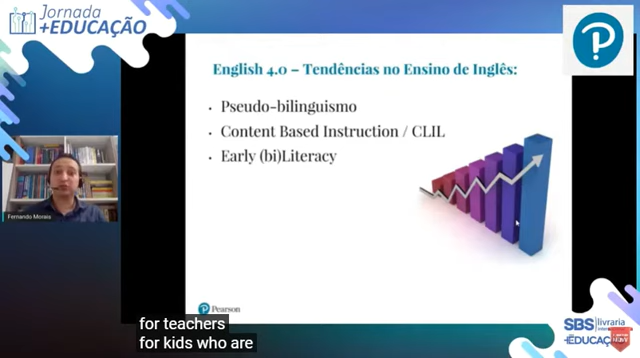 Jornada
+EDUCAÇÃO
English 4.0 – Tendências no Ensino de Inglês:
• Pseudo-bilinguismo
• Content Based Instruction / CLIL
• Early (bi)Literacy
Fernando Morais
Pearson
for teachers
for kids who are
SBS livraria
+EDUCAÇÃO